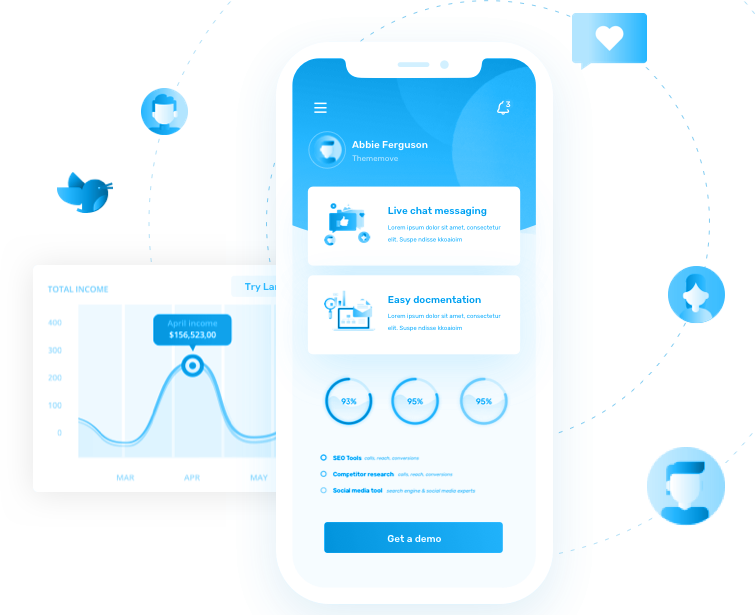 3
Abbie Ferguson
Thememove
Live chat messaging
Lorem ipsum dolor sit amet, consectetur
elit. Suspe ndisse kkoaioim
Easy docmentation
Lorem ipsum dolor sit amet, consectetur
elit. Suspe ndisse kkoaioim
93%
95%
95%
SEO Tools calls, reach, conversions
Competitor research calls, reach, conversions
Social media tool search engine & social media experts
Get a demo
TOTAL INCOME
Try Lan
400
300
200
100
0
April income
$156,523,00
MAR
APR
MAY